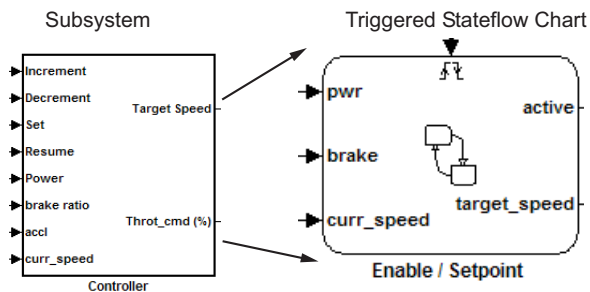 Subsystem
Triggered Stateflow Chart
Increment
Decrement
Set
Resume
Power
brake ratio
accl
curr_speed
Target Speed
Throt_cmd (%)
Controller
pwr
brake
curr_speed
active
target_speed
Enable / Setpoint